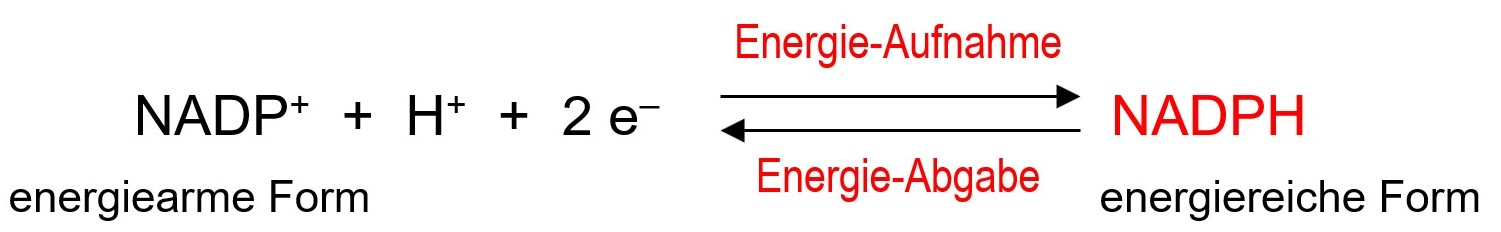 Energie-Aufnahme
NADP⁺ + H⁺ + 2 e⁻ NADPH
Energie-Abgabe
energiearme Form energiereiche Form